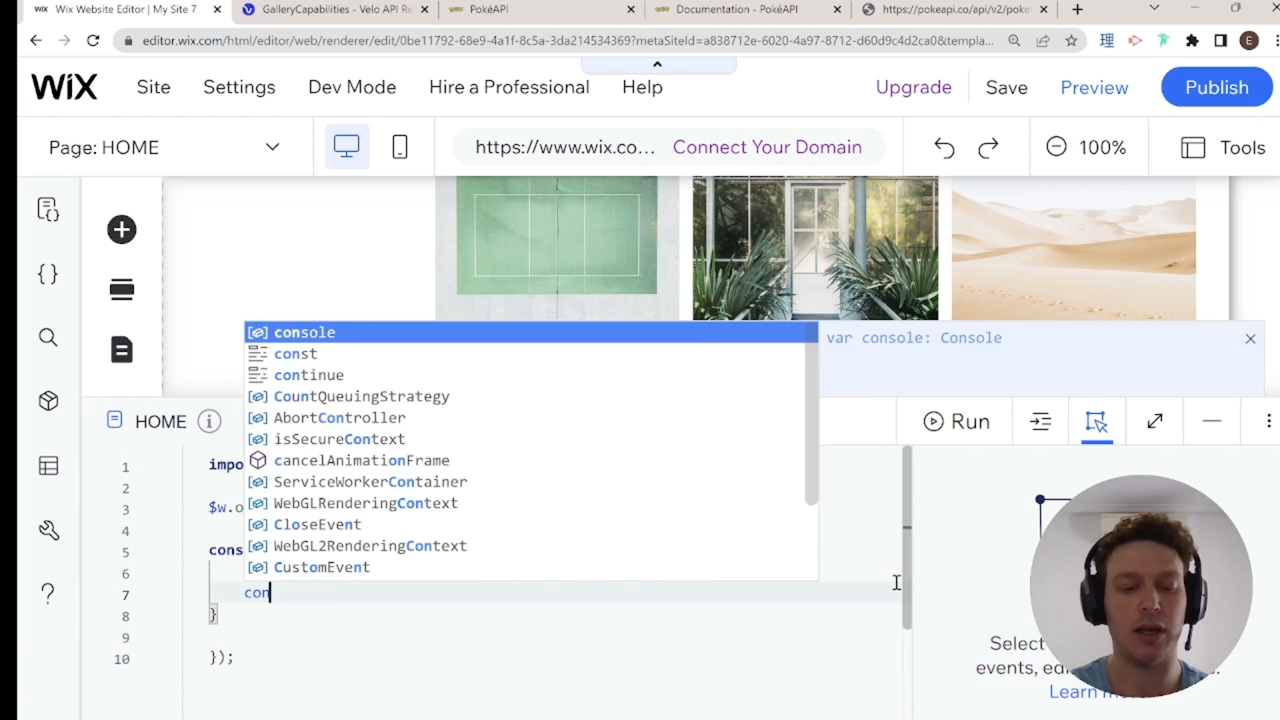 Wix Website Editor | My Site 7
GalleryCapabilities - Velo API Re
PokéAPI
Documentation - PokéAPI
https://pokeapi.co/api/v2/poke
editor.wix.com/html/editor/web/renderer/edit/0be11792-68e9-4a1f-8c5a-3da214534369?metaSiteId=a838712e-6020-4a97-8712-d60d9c4d2ca0&templa...
E
WiX
Site
Settings
Dev Mode
Hire a Professional
Help
Upgrade
Save
Preview
Publish
Page: HOME
https://www.wix.co...
Connect Your Domain
100%
Tools
console
const
continue
CountQueuingStrategy
AbortController
isSecureContext
cancelAnimationFrame
ServiceWorkerContainer
WebGLRenderingContext
CloseEvent
WebGL2RenderingContext
CustomEvent
var console: Console
HOME
Run
1 impo
2
3 $w.o
4
5 cons
6
7 con
8 }
9
10 });
Select
events, ed
Learn